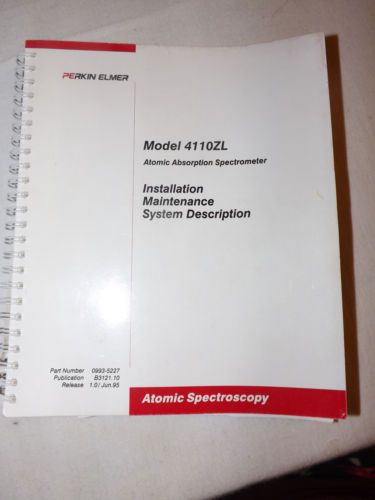 PERKIN ELMER
Model 4110ZL
Atomic Absorption Spectrometer
Installation
Maintenance
System Description
Part Number 0993-5227
Publication B3121.10
Release 1.0/Jun.95
Atomic Spectroscopy